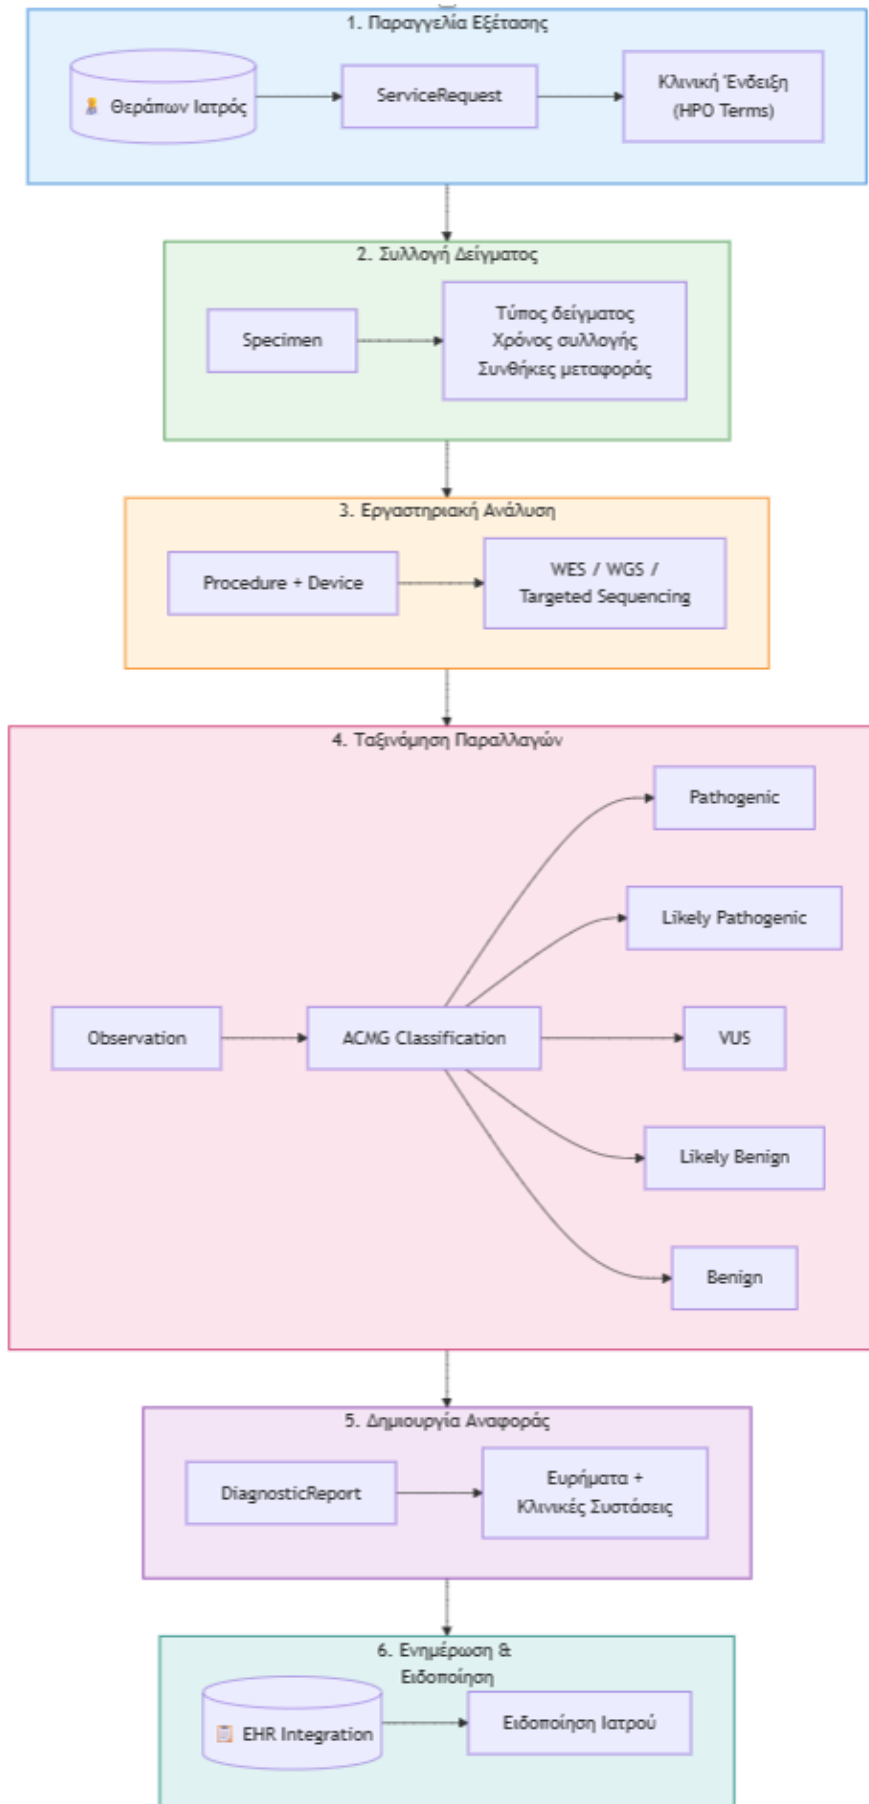 1. Παραγγελία Εξέτασης
Θεράπων Ιατρός
ServiceRequest
Κλινική Ένδειξη
(HPO Terms)
2. Συλλογή Δείγματος
Specimen
Τύπος δείγματος
Χρόνος συλλογής
Συνθήκες μεταφοράς
3. Εργαστηριακή Ανάλυση
Procedure + Device
WES / WGS /
Targeted Sequencing
4. Ταξινόμηση Παραλλαγών
Pathogenic
Likely Pathogenic
Observation
ACMG Classification
VUS
Likely Benign
Benign
5. Δημιουργία Αναφοράς
DiagnosticReport
Ευρήματα +
Κλινικές Συστάσεις
6. Ενημέρωση &
Ειδοποίηση
EHR Integration
Ειδοποίηση Ιατρού